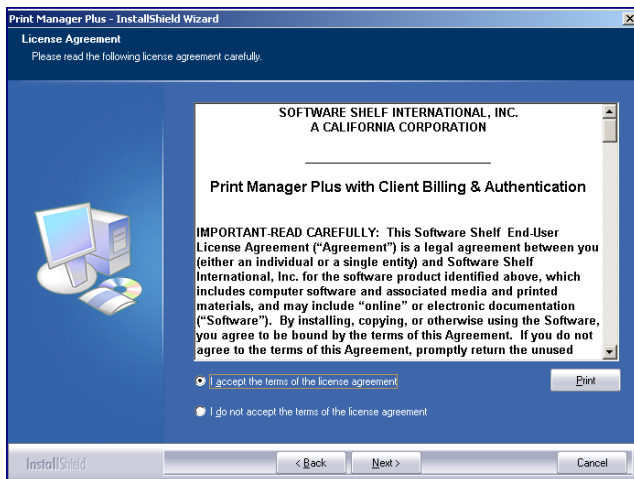 Print Manager Plus - InstallShield Wizard
License Agreement
Please read the following license agreement carefully.
SOFTWARE SHELF INTERNATIONAL, INC.
A CALIFORNIA CORPORATION
Print Manager Plus with Client Billing & Authentication
IMPORTANT-READ CAREFULLY: This Software Shelf End-User
License Agreement (“Agreement”) is a legal agreement between you
(either an individual or a single entity) and Software Shelf
International, Inc. for the software product identified above, which
includes computer software and associated media and printed
materials, and may include “online” or electronic documentation
(“Software”). By installing, copying, or otherwise using the Software,
you agree to be bound by the terms of this Agreement. If you do not
agree to the terms of this Agreement, promptly return the unused
I accept the terms of the license agreement
Print
I do not accept the terms of the license agreement
InstallShield
< Back
Next >
Cancel